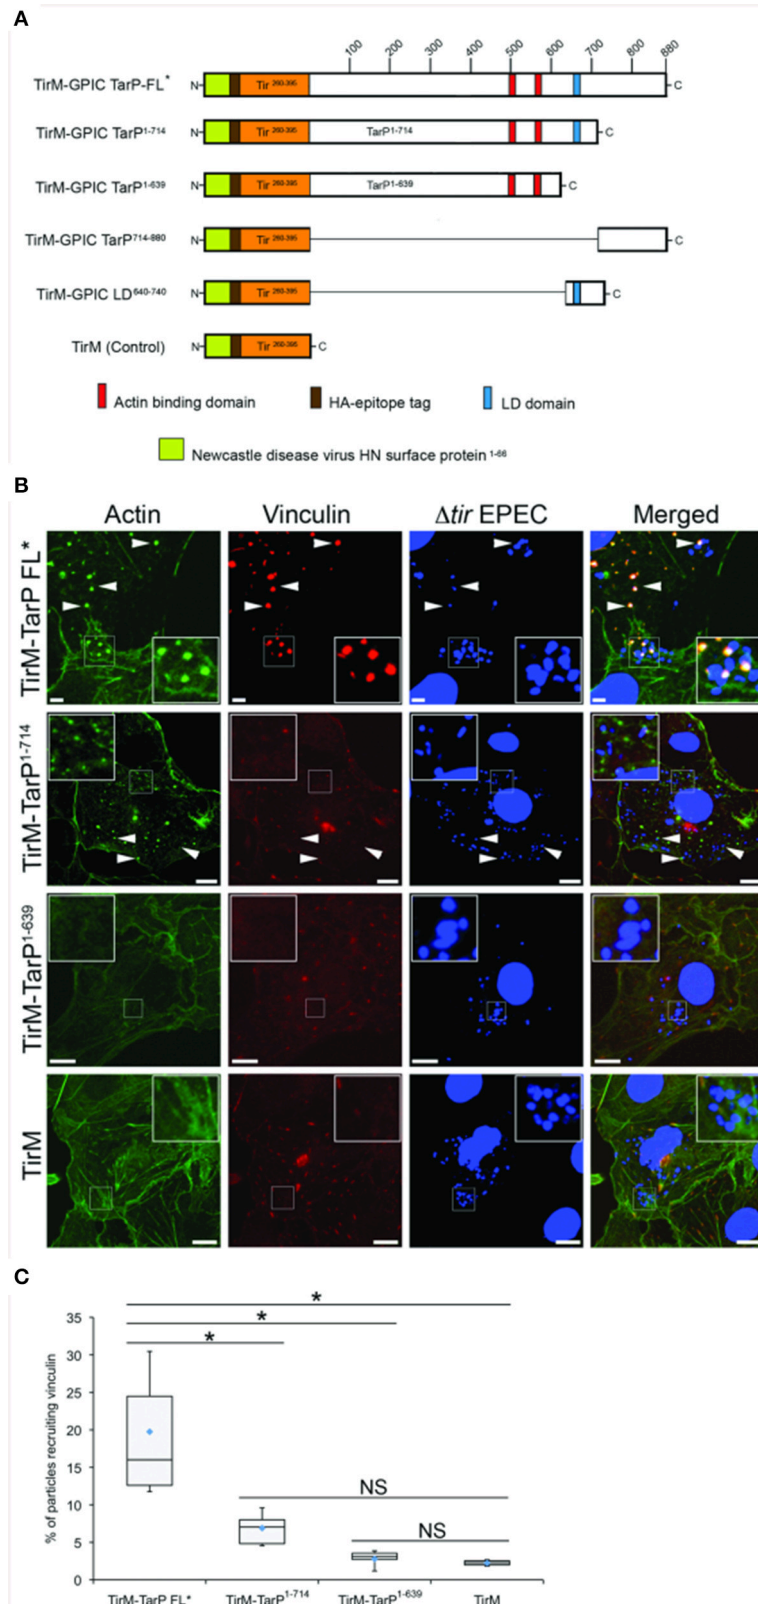 A
100 200 300 400 500 600 700 800 880
TirM-GPIC TarP-FL* N- Tir 260-395 C
TirM-GPIC TarP1-714 N- Tir 260-395 TarP1-714 C
TirM-GPIC TarP1-639 N- Tir 260-395 TarP1-639 C
TirM-GPIC TarP714-880 N- Tir 260-395 C
TirM-GPIC LD640-740 N- Tir 260-395 C
TirM (Control) N- Tir 260-395 C
Actin binding domain HA-epitope tag LD domain
Newcastle disease virus HN surface protein 1-66
B
Actin Vinculin Δtir EPEC Merged
TirM-TarP FL*
TirM-TarP1-714
TirM-TarP1-639
TirM
C
% of particles recruiting vinculin
35
30
25
20
15
10
5
0
*
*
*
NS
NS
TirM-TarP FL* TirM-TarP1-714 TirM-TarP1-639 TirM